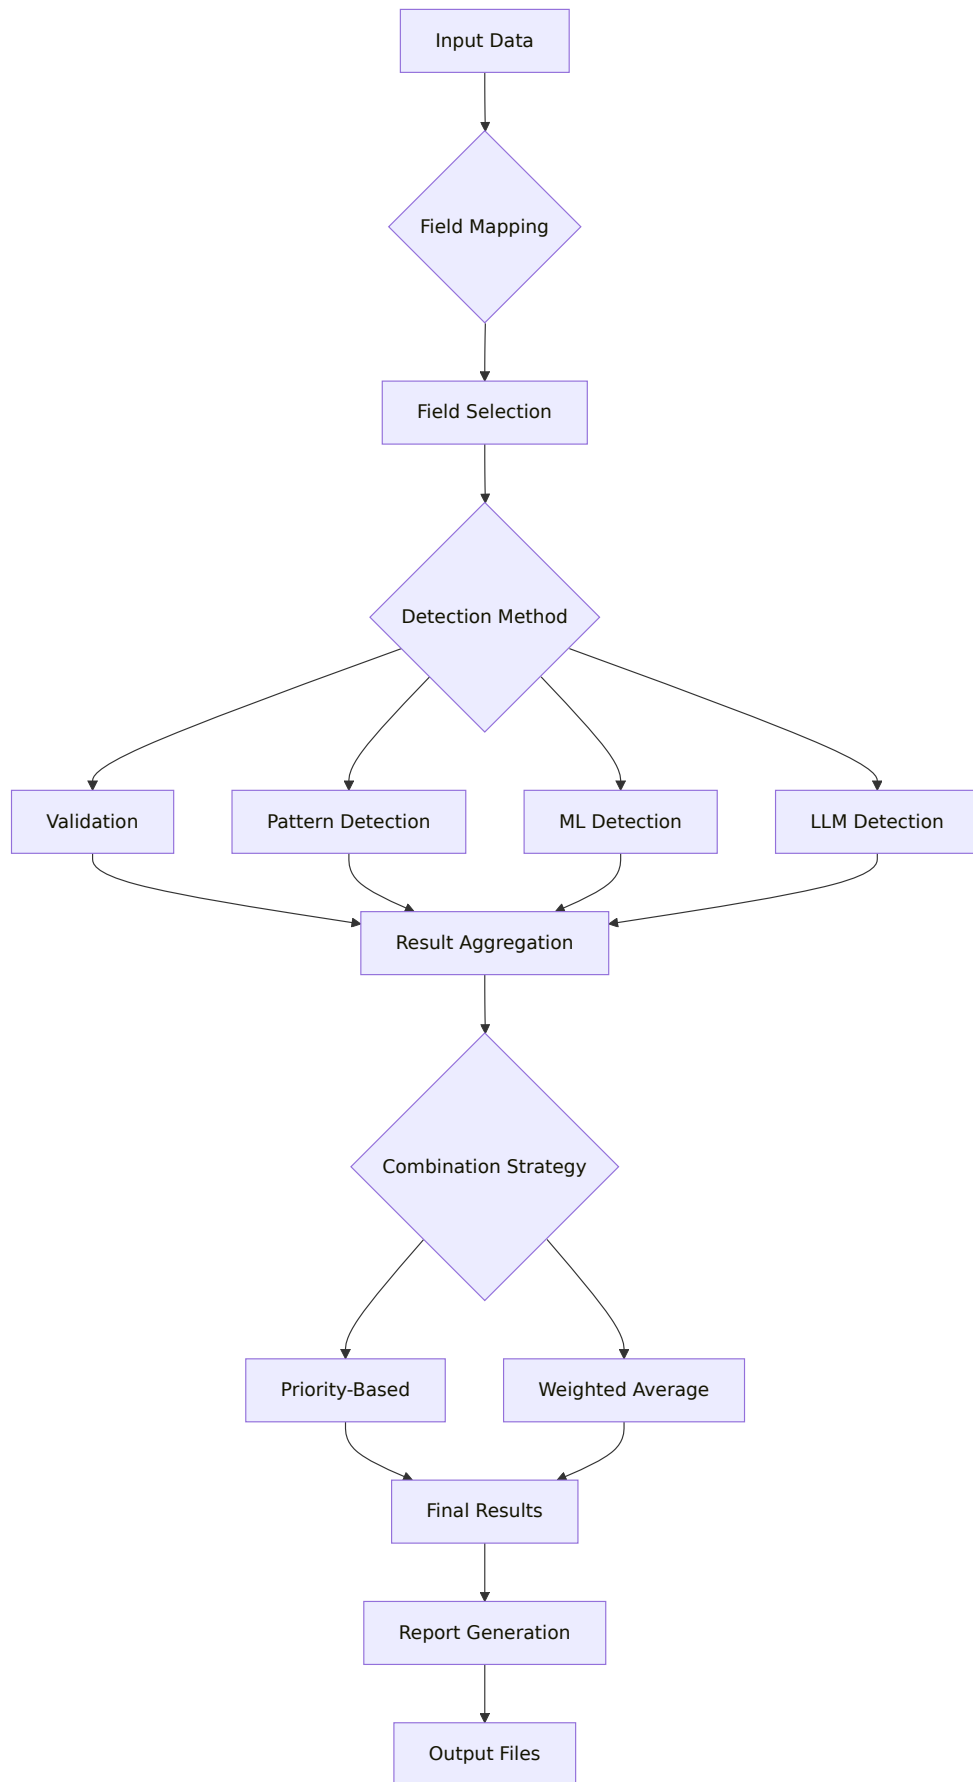 Input Data
Field Mapping
Field Selection
Detection Method
Validation
Pattern Detection
ML Detection
LLM Detection
Result Aggregation
Combination Strategy
Priority-Based
Weighted Average
Final Results
Report Generation
Output Files